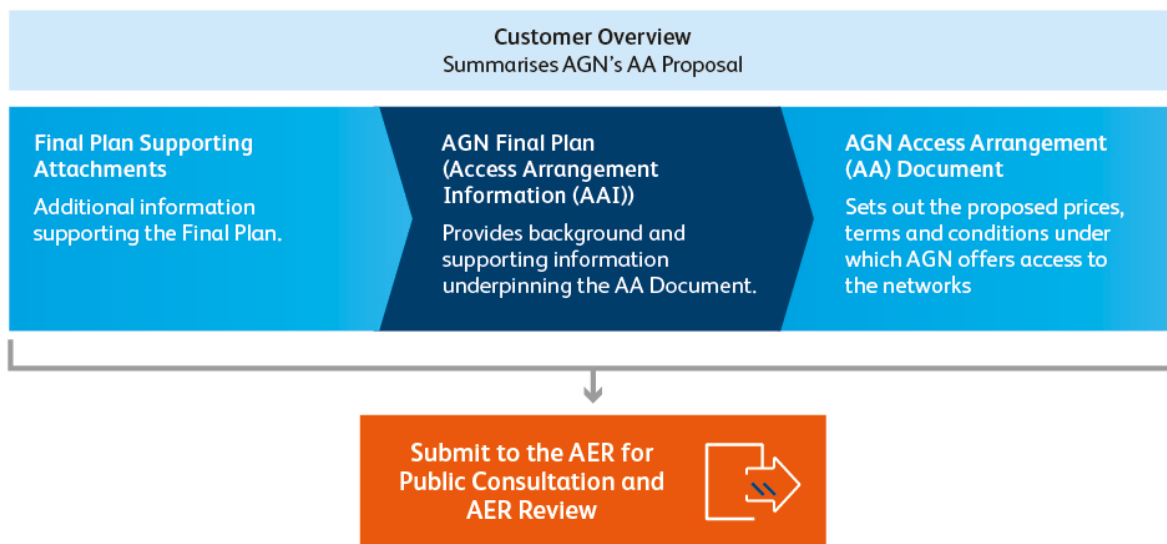 Customer Overview
Summarises AGN's AA Proposal
Final Plan Supporting
Attachments
Additional information
supporting the Final Plan.
AGN Final Plan
(Access Arrangement
Information (AAI))
Provides background and
supporting information
underpinning the AA Document.
AGN Access Arrangement
(AA) Document
Sets out the proposed prices,
terms and conditions under
which AGN offers access to
the networks
Submit to the AER for
Public Consultation and
AER Review